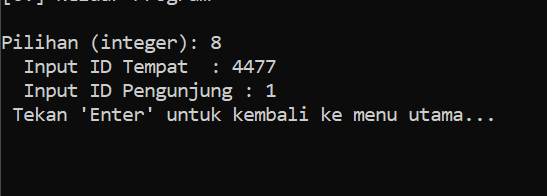 Pilihan (integer): 8
Input ID Tempat  : 4477
Input ID Pengunjung : 1
Tekan 'Enter' untuk kembali ke menu utama...